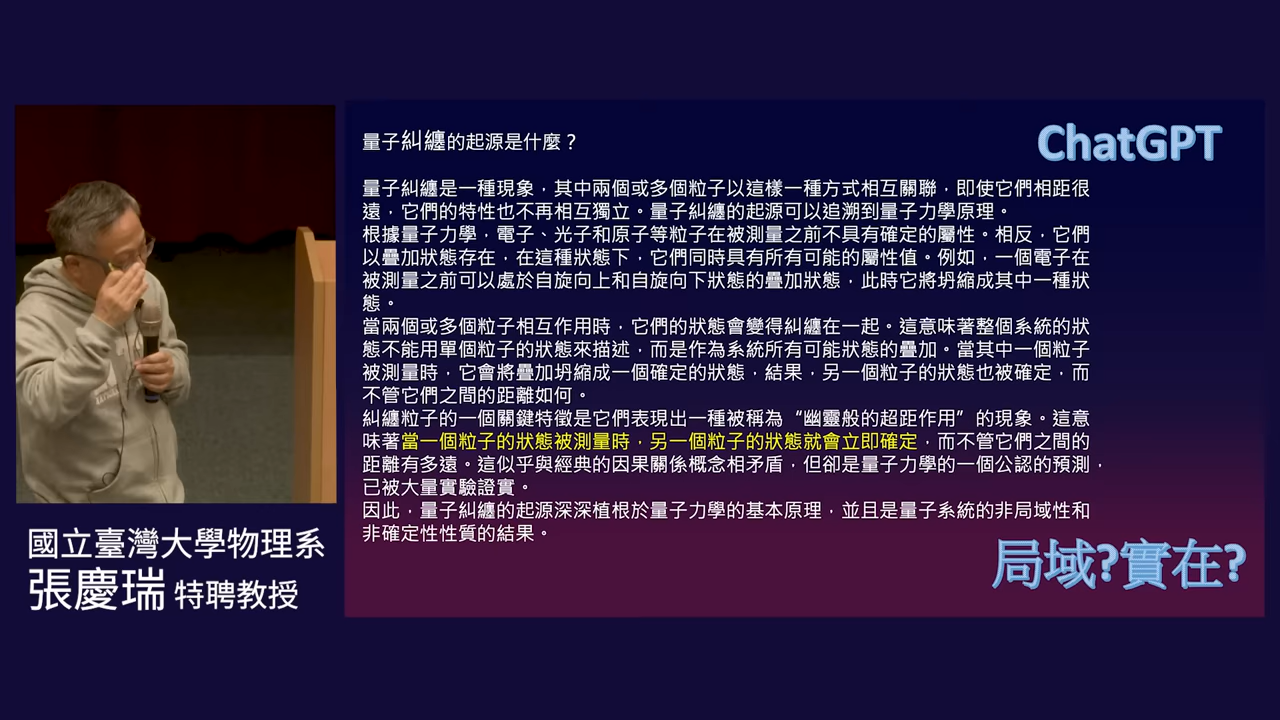 量子糾纏的起源是什麼？
ChatGPT
量子糾纏是一種現象，其中兩個或多個粒子以這樣一種方式相互關聯，即使它們相距很
遠，它們的特性也不再相互獨立。量子糾纏的起源可以追溯到量子力學原理。
根據量子力學，電子、光子和原子等粒子在被測量之前不具有確定的屬性。相反，它們
以疊加狀態存在，在這種狀態下，它們同時具有所有可能的屬性值。例如，一個電子在
被測量之前可以處於自旋向上和自旋向下狀態的疊加狀態，此時它將坍縮成其中一種狀
態。
當兩個或多個粒子相互作用時，它們的狀態會變得糾纏在一起。這意味著整個系統的狀
態不能用單個粒子的狀態來描述，而是作為系統所有可能狀態的疊加。當其中一個粒子
被測量時，它會將疊加坍縮成一個確定的狀態，結果，另一個粒子的狀態也被確定，而
不管它們之間的距離如何。
糾纏粒子的一個關鍵特徵是它們表現出一種被稱為“幽靈般的超距作用”的現象。這意
味著當一個粒子的狀態被測量時，另一個粒子的狀態就會立即確定，而不管它們之間的
距離有多遠。這似乎與經典的因果關係概念相矛盾，但卻是量子力學的一個公認的預測，
已被大量實驗證實。
因此，量子糾纏的起源深深植根於量子力學的基本原理，並且是量子系統的非局域性和
非確定性性質的結果。
局域?實在?
國立臺灣大學物理系
張慶瑞 特聘教授